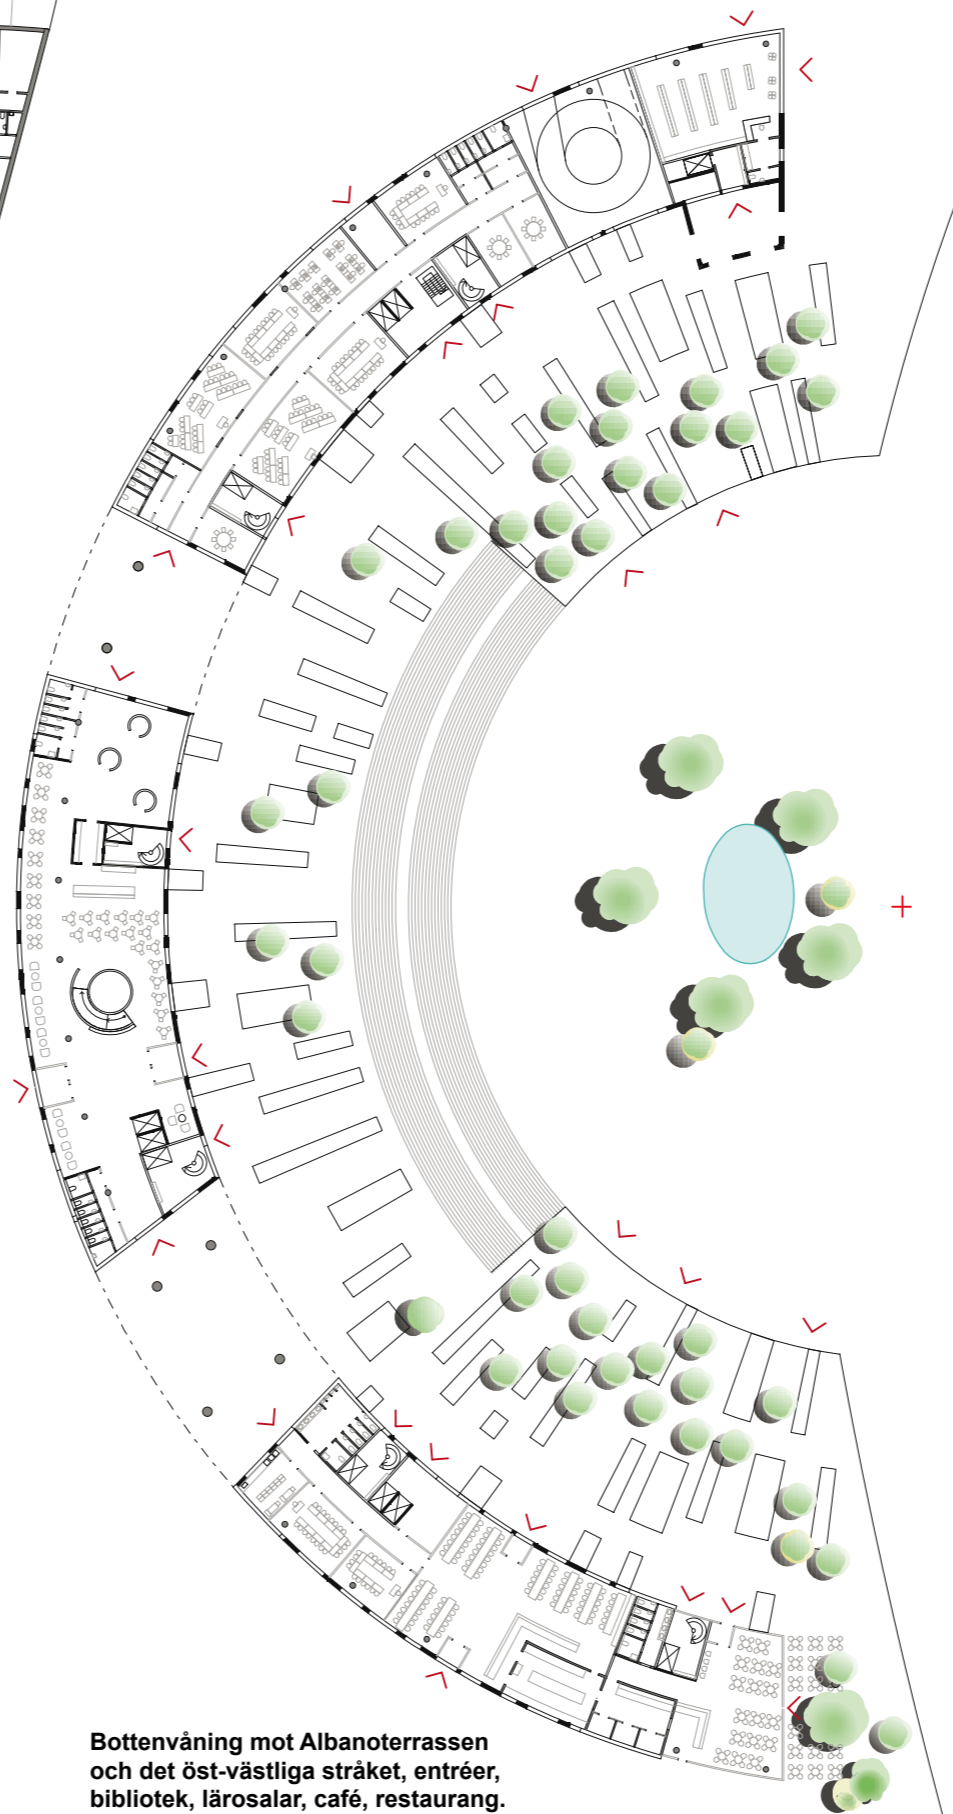 Bottenvåning mot Albanoterrassen
och det öst-västliga stråket, entréer,
bibliotek, lärosalar, café, restaurang.